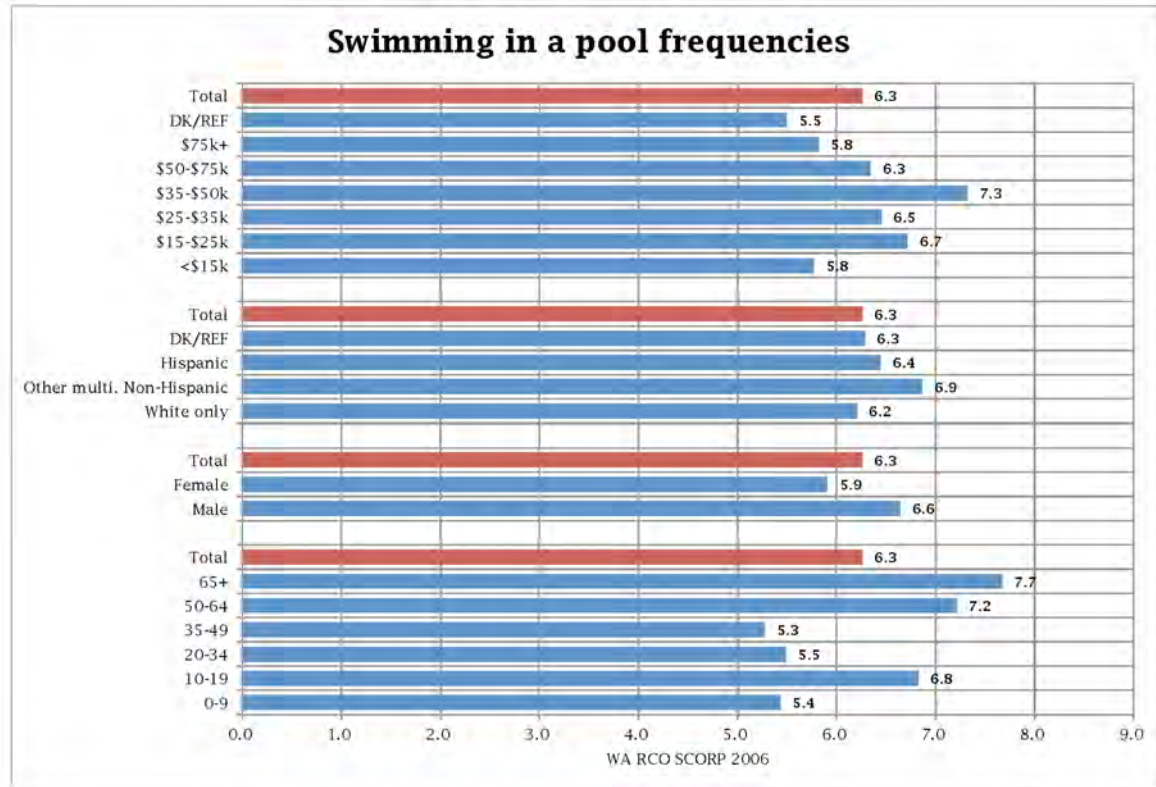 Swimming in a pool frequencies
Total 6.3
DK/REF 5.5
$75k+ 5.8
$50-$75k 6.3
$35-$50k 7.3
$25-$35k 6.5
$15-$25k 6.7
<$15k 5.8
Total 6.3
DK/REF 6.3
Hispanic 6.4
Other multi. Non-Hispanic 6.9
White only 6.2
Total 6.3
Female 5.9
Male 6.6
Total 6.3
65+ 7.7
50-64 7.2
35-49 5.3
20-34 5.5
10-19 6.8
0-9 5.4
0.0 1.0 2.0 3.0 4.0 5.0 6.0 7.0 8.0 9.0
WA RCO SCORP 2006